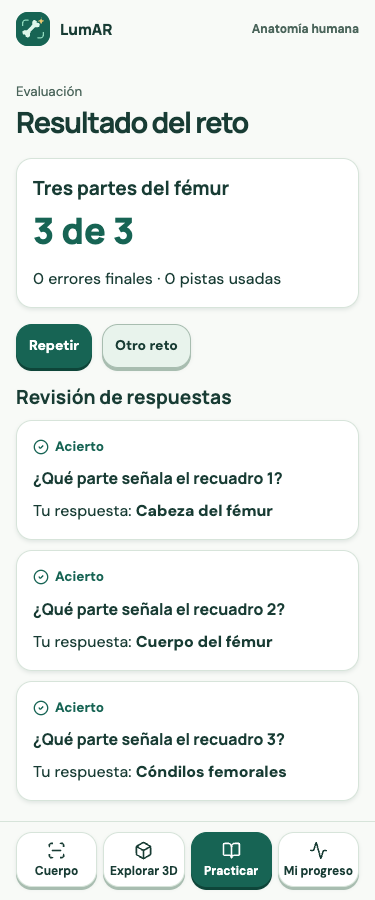 LumAR
Anatomía humana
Evaluación
Resultado del reto
Tres partes del fémur
3 de 3
0 errores finales · 0 pistas usadas
Repetir
Otro reto
Revisión de respuestas
Acierto
¿Qué parte señala el recuadro 1?
Tu respuesta: Cabeza del fémur
Acierto
¿Qué parte señala el recuadro 2?
Tu respuesta: Cuerpo del fémur
Acierto
¿Qué parte señala el recuadro 3?
Tu respuesta: Cóndilos femorales
Cuerpo
Explorar 3D
Practicar
Mi progreso